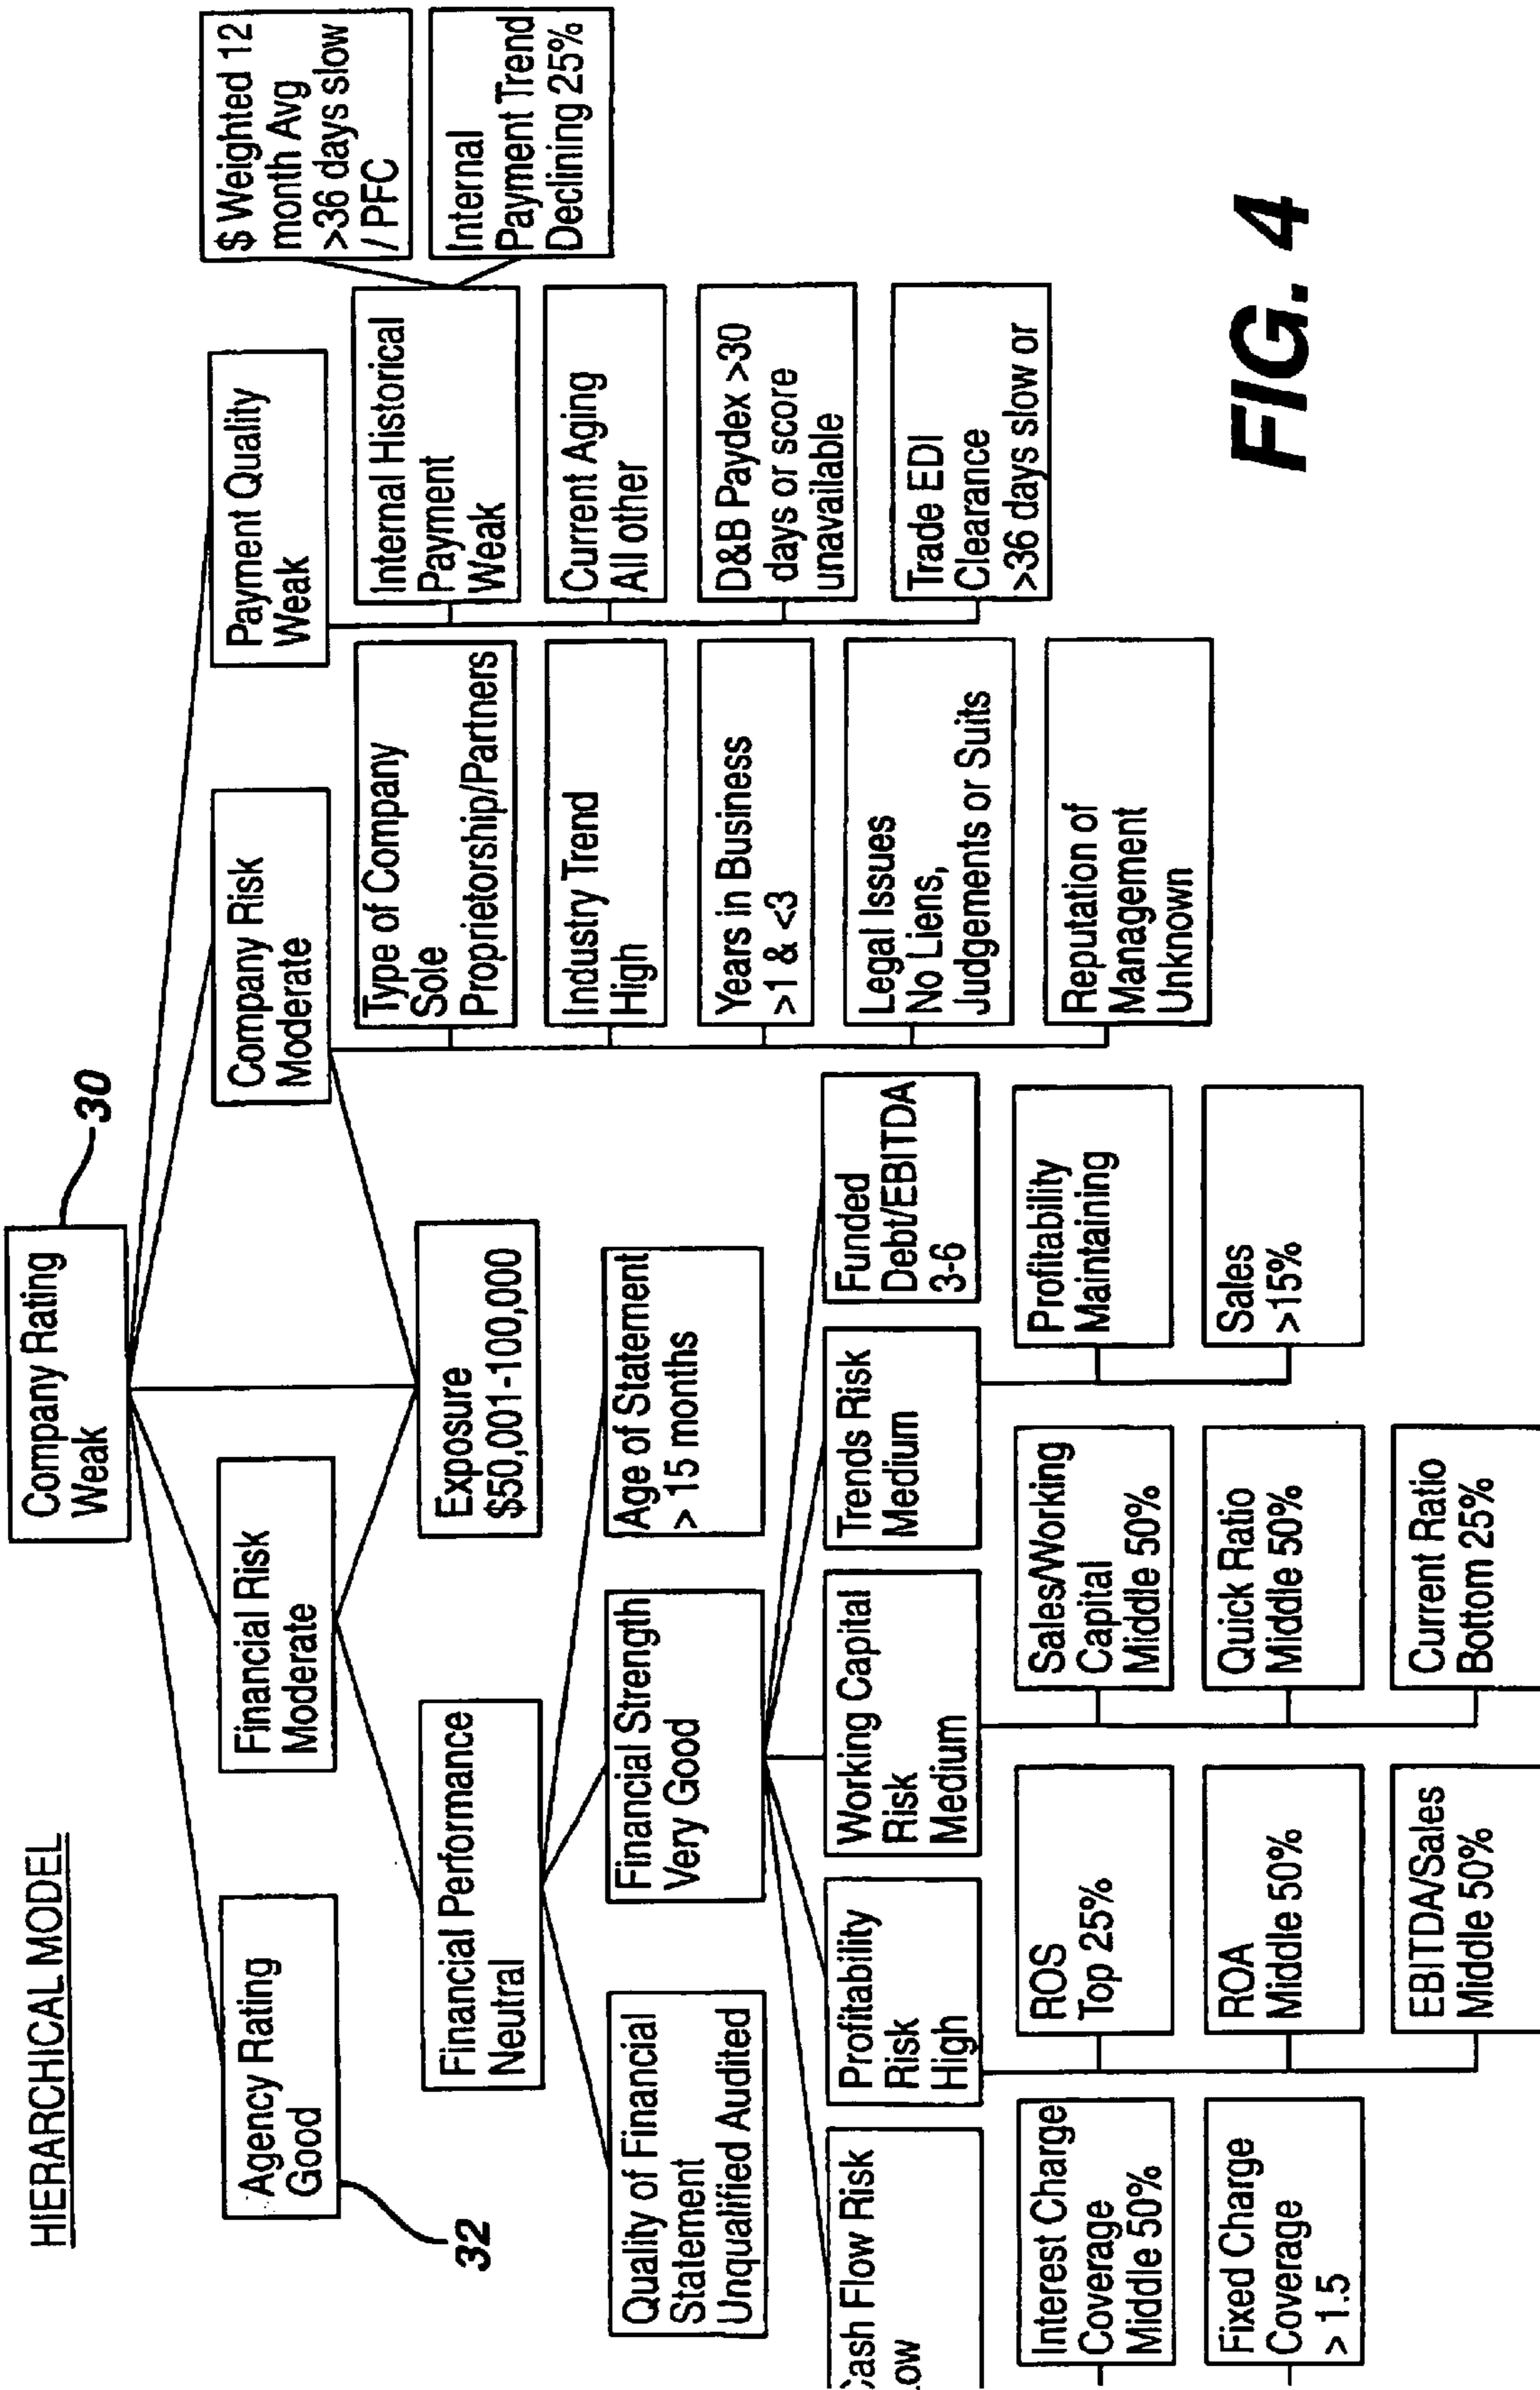 HIERARCHICAL MODEL
Company Rating
Weak
30
Agency Rating
Good
32
Financial Risk
Moderate
Company Risk
Moderate
Payment Quality
Weak
$ Weighted 12
month Avg
>36 days slow
/ PFC
Internal
Payment Trend
Declining 25%
Financial Performance
Neutral
Exposure
$50,001-100,000
Type of Company
Sole
Proprietorship/Partners
Industry Trend
High
Years in Business
>1 & <3
Legal Issues
No Liens,
Judgements or Suits
Reputation of
Management
Unknown
Internal Historical
Payment
Weak
Current Aging
All other
D&B Paydex >30
days or score
unavailable
Trade EDI
Clearance
>36 days slow or
Quality of Financial
Statement
Unqualified Audited
Financial Strength
Very Good
Age of Statement
> 15 months
Cash Flow Risk
ow
Profitability
Risk
High
Working Capital
Risk
Medium
Trends Risk
Medium
Funded
Debt/EBITDA
3-6
Interest Charge
Coverage
Middle 50%
Fixed Charge
Coverage
> 1.5
ROS
Top 25%
ROA
Middle 50%
EBITDA/Sales
Middle 50%
Sales/Working
Capital
Middle 50%
Quick Ratio
Middle 50%
Current Ratio
Bottom 25%
Profitability
Maintaining
Sales
>15%
FIG. 4